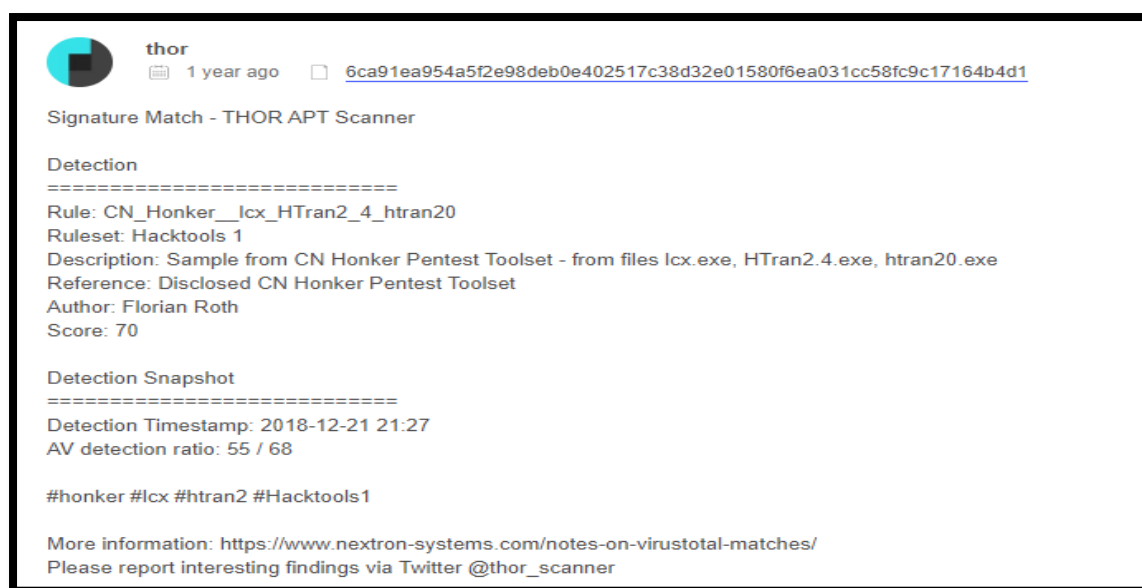 thor
1 year ago 6ca91ea954a5f2e98deb0e402517c38d32e01580f6ea031cc58fc9c17164b4d1
Signature Match - THOR APT Scanner
Detection
============================
Rule: CN_Honker__lcx_HTran2_4_htran20
Ruleset: Hacktools 1
Description: Sample from CN Honker Pentest Toolset - from files lcx.exe, HTran2.4.exe, htran20.exe
Reference: Disclosed CN Honker Pentest Toolset
Author: Florian Roth
Score: 70
Detection Snapshot
============================
Detection Timestamp: 2018-12-21 21:27
AV detection ratio: 55 / 68
#honker #lcx #htran2 #Hacktools1
More information: https://www.nextron-systems.com/notes-on-virustotal-matches/
Please report interesting findings via Twitter @thor_scanner